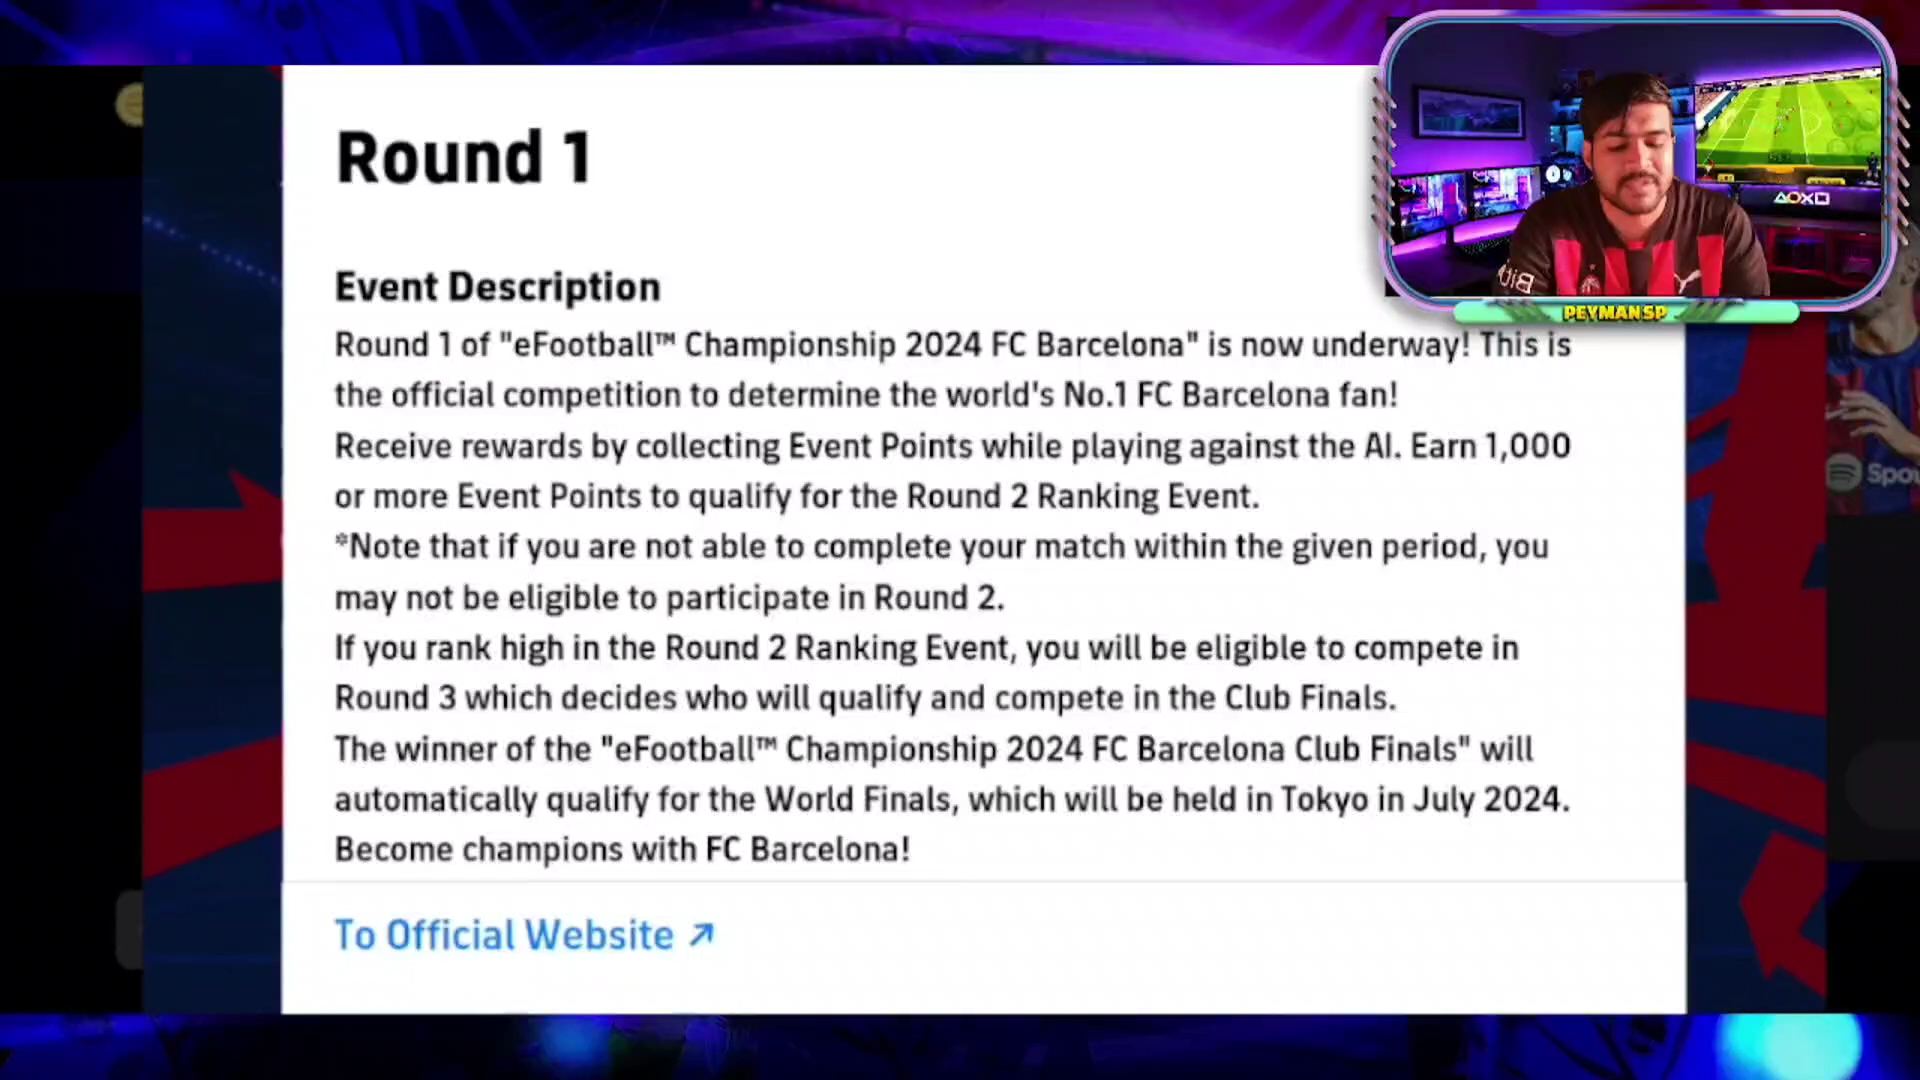 Round 1
PEYMAN SP
Event Description
Round 1 of "eFootball™ Championship 2024 FC Barcelona" is now underway! This is
the official competition to determine the world's No.1 FC Barcelona fan!
Receive rewards by collecting Event Points while playing against the AI. Earn 1,000
or more Event Points to qualify for the Round 2 Ranking Event.
*Note that if you are not able to complete your match within the given period, you
may not be eligible to participate in Round 2.
If you rank high in the Round 2 Ranking Event, you will be eligible to compete in
Round 3 which decides who will qualify and compete in the Club Finals.
The winner of the "eFootball™ Championship 2024 FC Barcelona Club Finals" will
automatically qualify for the World Finals, which will be held in Tokyo in July 2024.
Become champions with FC Barcelona!
To Official Website